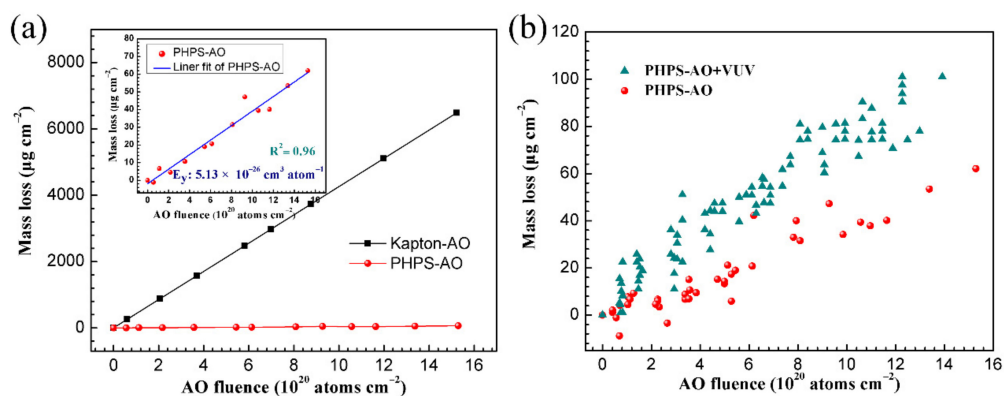 (a)
8000
6000
4000
2000
0
Mass loss (µg cm⁻²)
0 2 4 6 8 10 12 14 16
AO fluence (10²⁰ atoms cm⁻²)
Kapton-AO
PHPS-AO
80
70
60
50
40
30
20
10
0
-10
Mass loss (µg cm⁻²)
PHPS-AO
Liner fit of PHPS-AO
R² = 0.96
Eᵧ: 5.13 × 10⁻²⁶ cm³ atom⁻¹
0 2 4 6 8 10 12 14 16
AO fluence (10²⁰ atoms cm⁻²)
(b)
120
100
80
60
40
20
0
Mass loss (µg cm⁻²)
PHPS-AO+VUV
PHPS-AO
0 2 4 6 8 10 12 14 16
AO fluence (10²⁰ atoms cm⁻²)